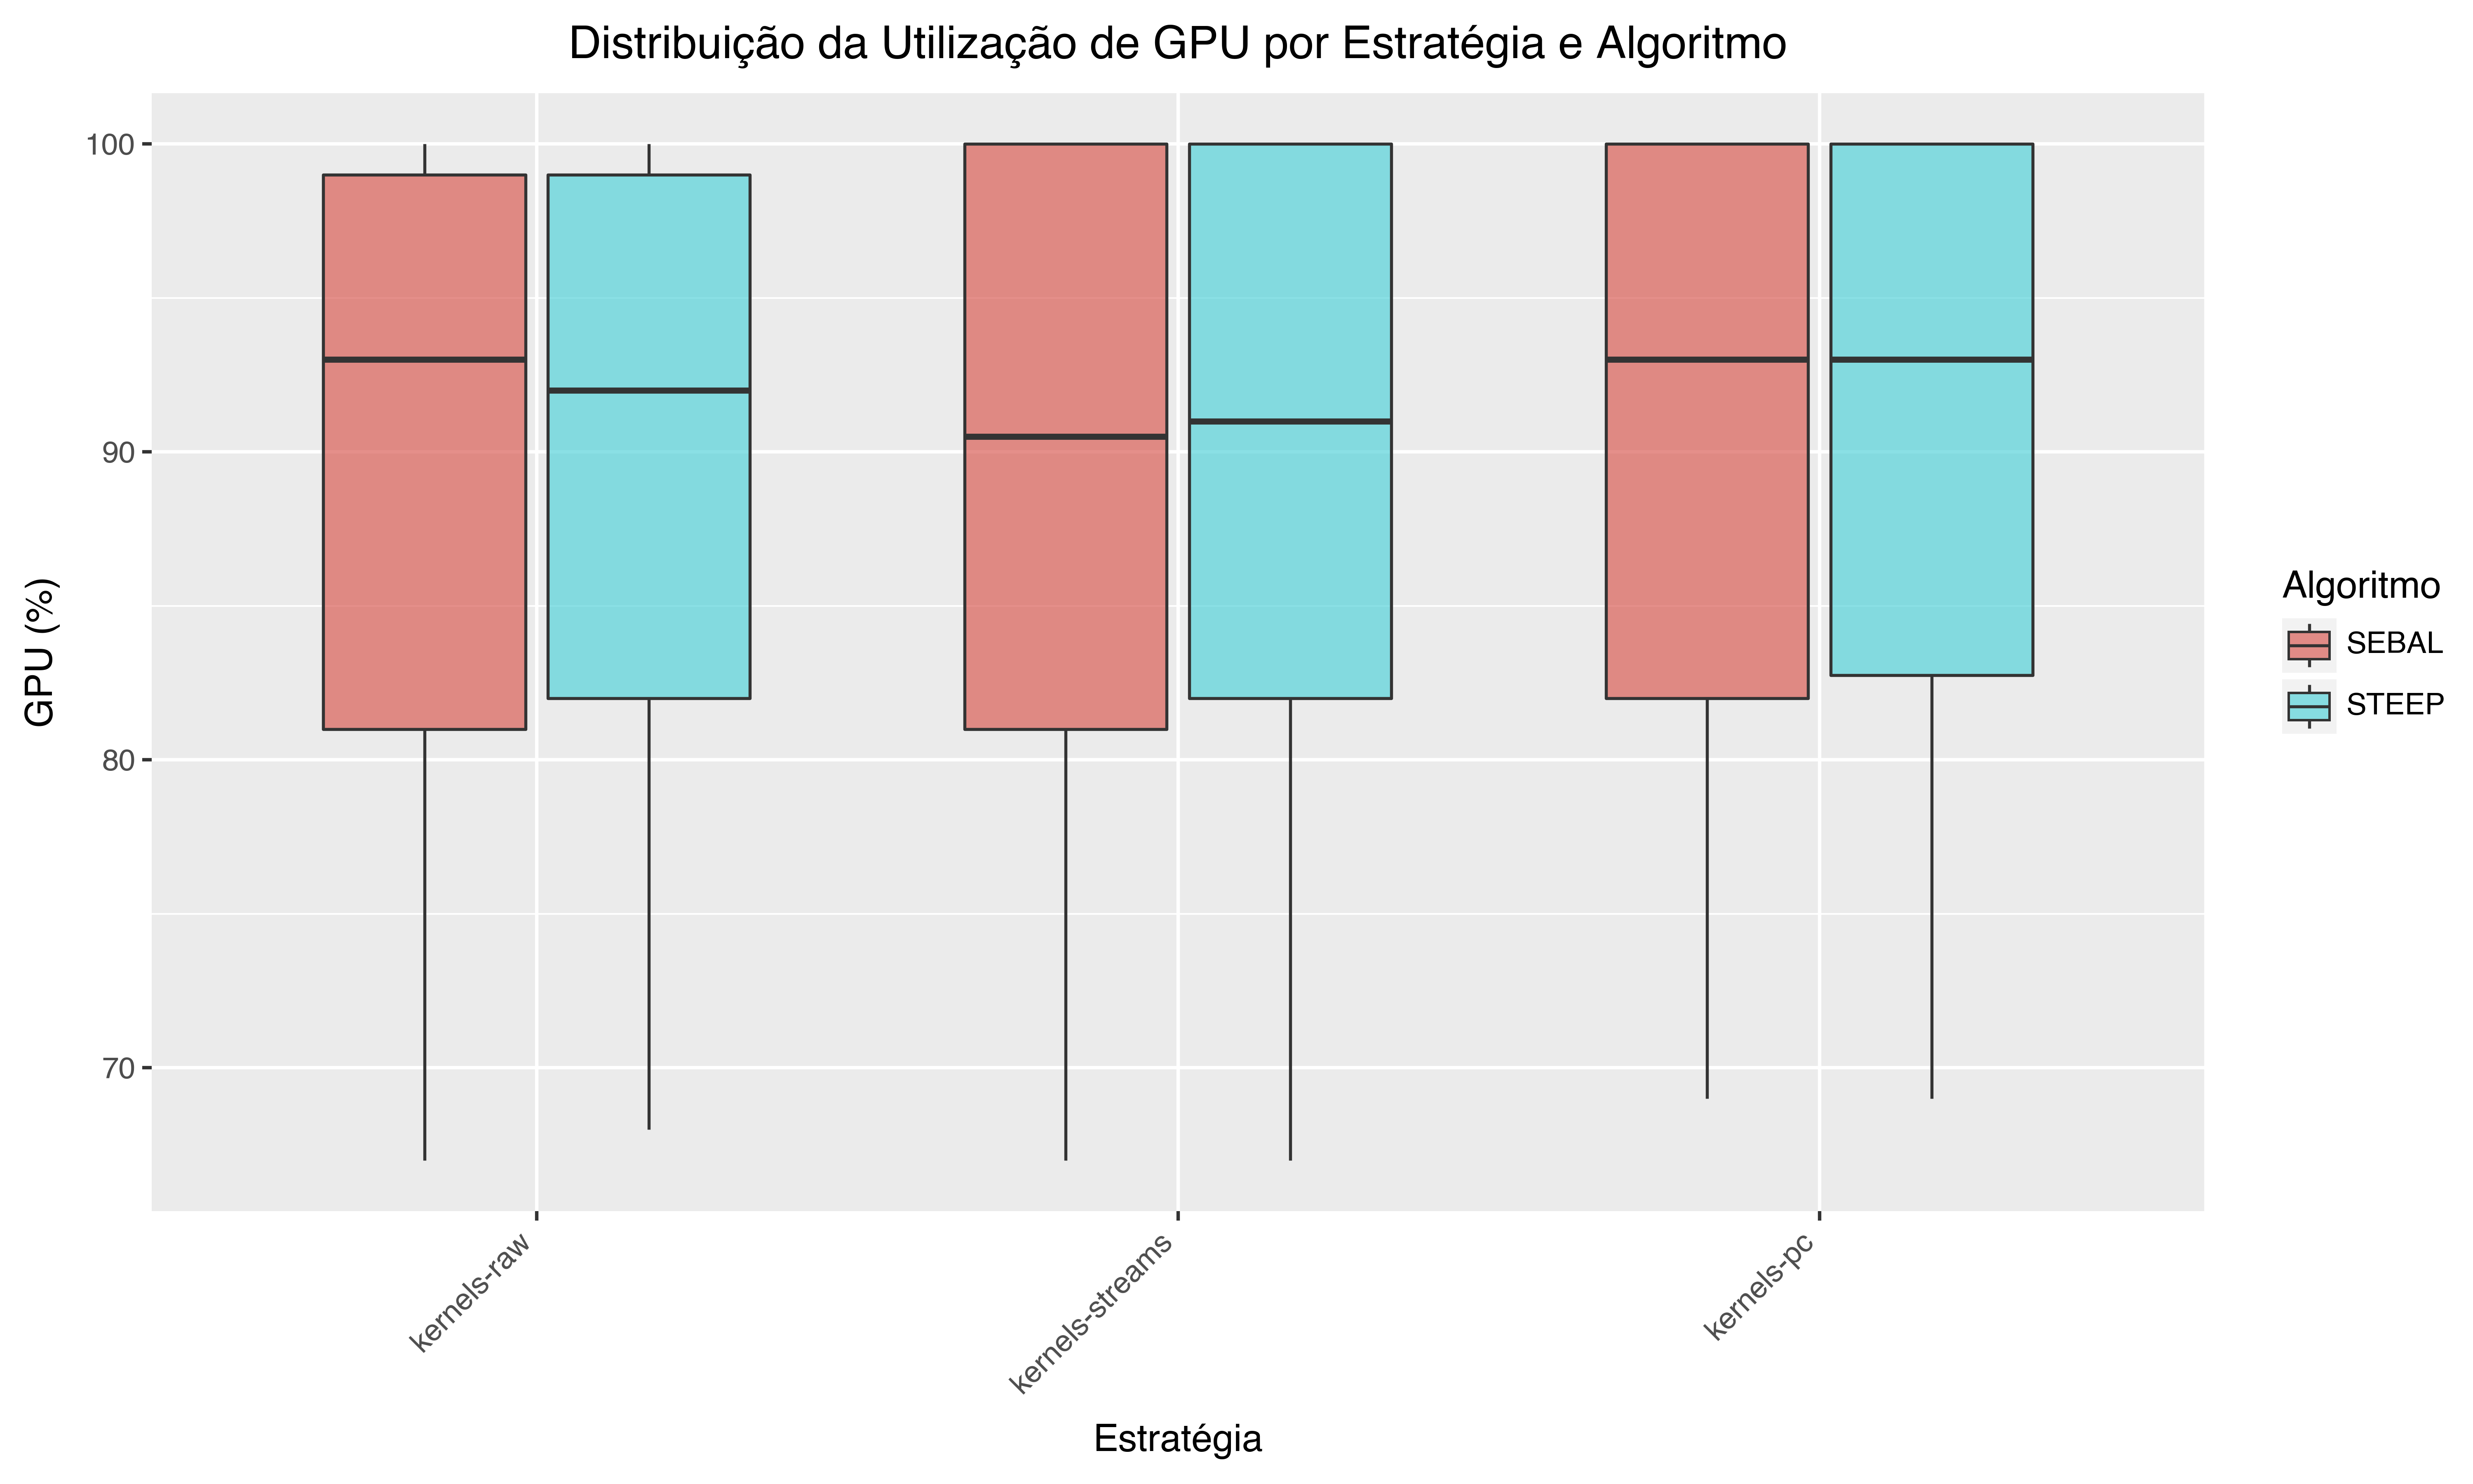 Distribuição da Utilização de GPU por Estratégia e Algoritmo
GPU (%)
100
90
80
70
kernels-raw
kernels-streams
kernels-pc
Estratégia
Algoritmo
SEBAL
STEEP